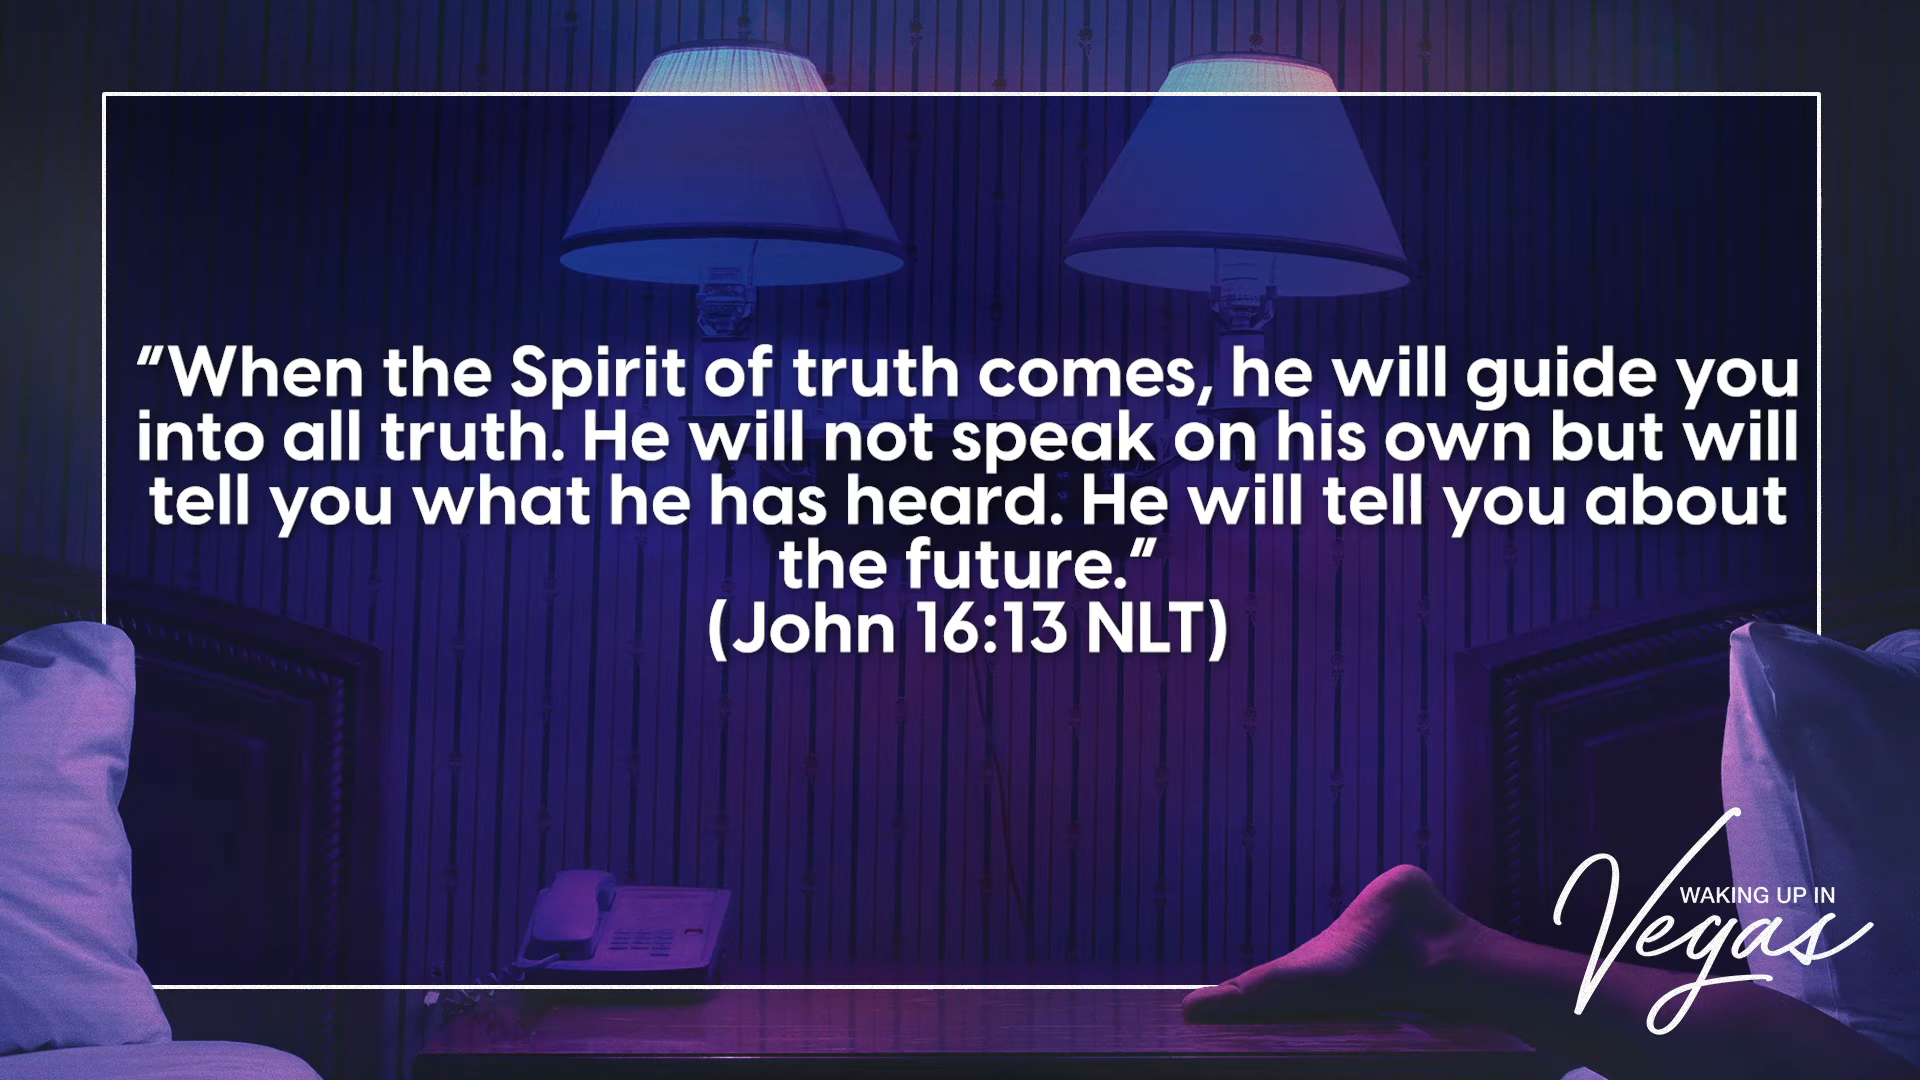 “When the Spirit of truth comes, he will guide you
into all truth. He will not speak on his own but will
tell you what he has heard. He will tell you about
the future.”
(John 16:13 NLT)
WAKING UP IN
Vegas